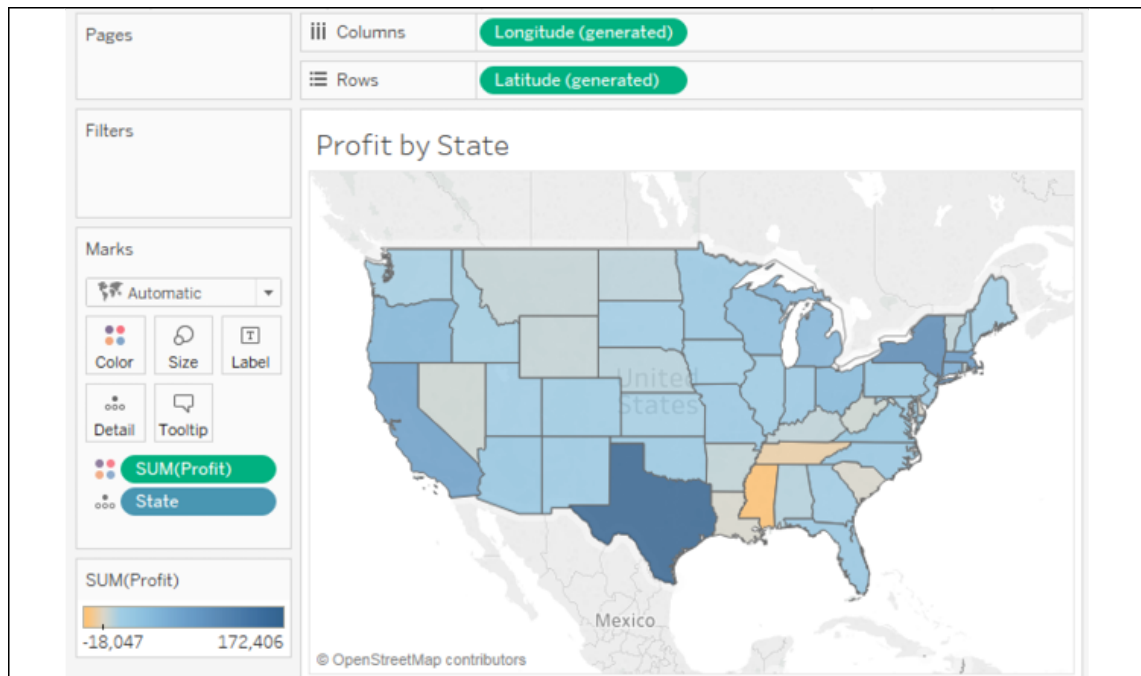 Pages
Columns
Longitude (generated)
Rows
Latitude (generated)
Filters
Profit by State
Marks
Automatic
Color
Size
T
Label
Detail
Tooltip
SUM(Profit)
State
SUM(Profit)
-18,047
172,406
United
States
Mexico
© OpenStreetMap contributors